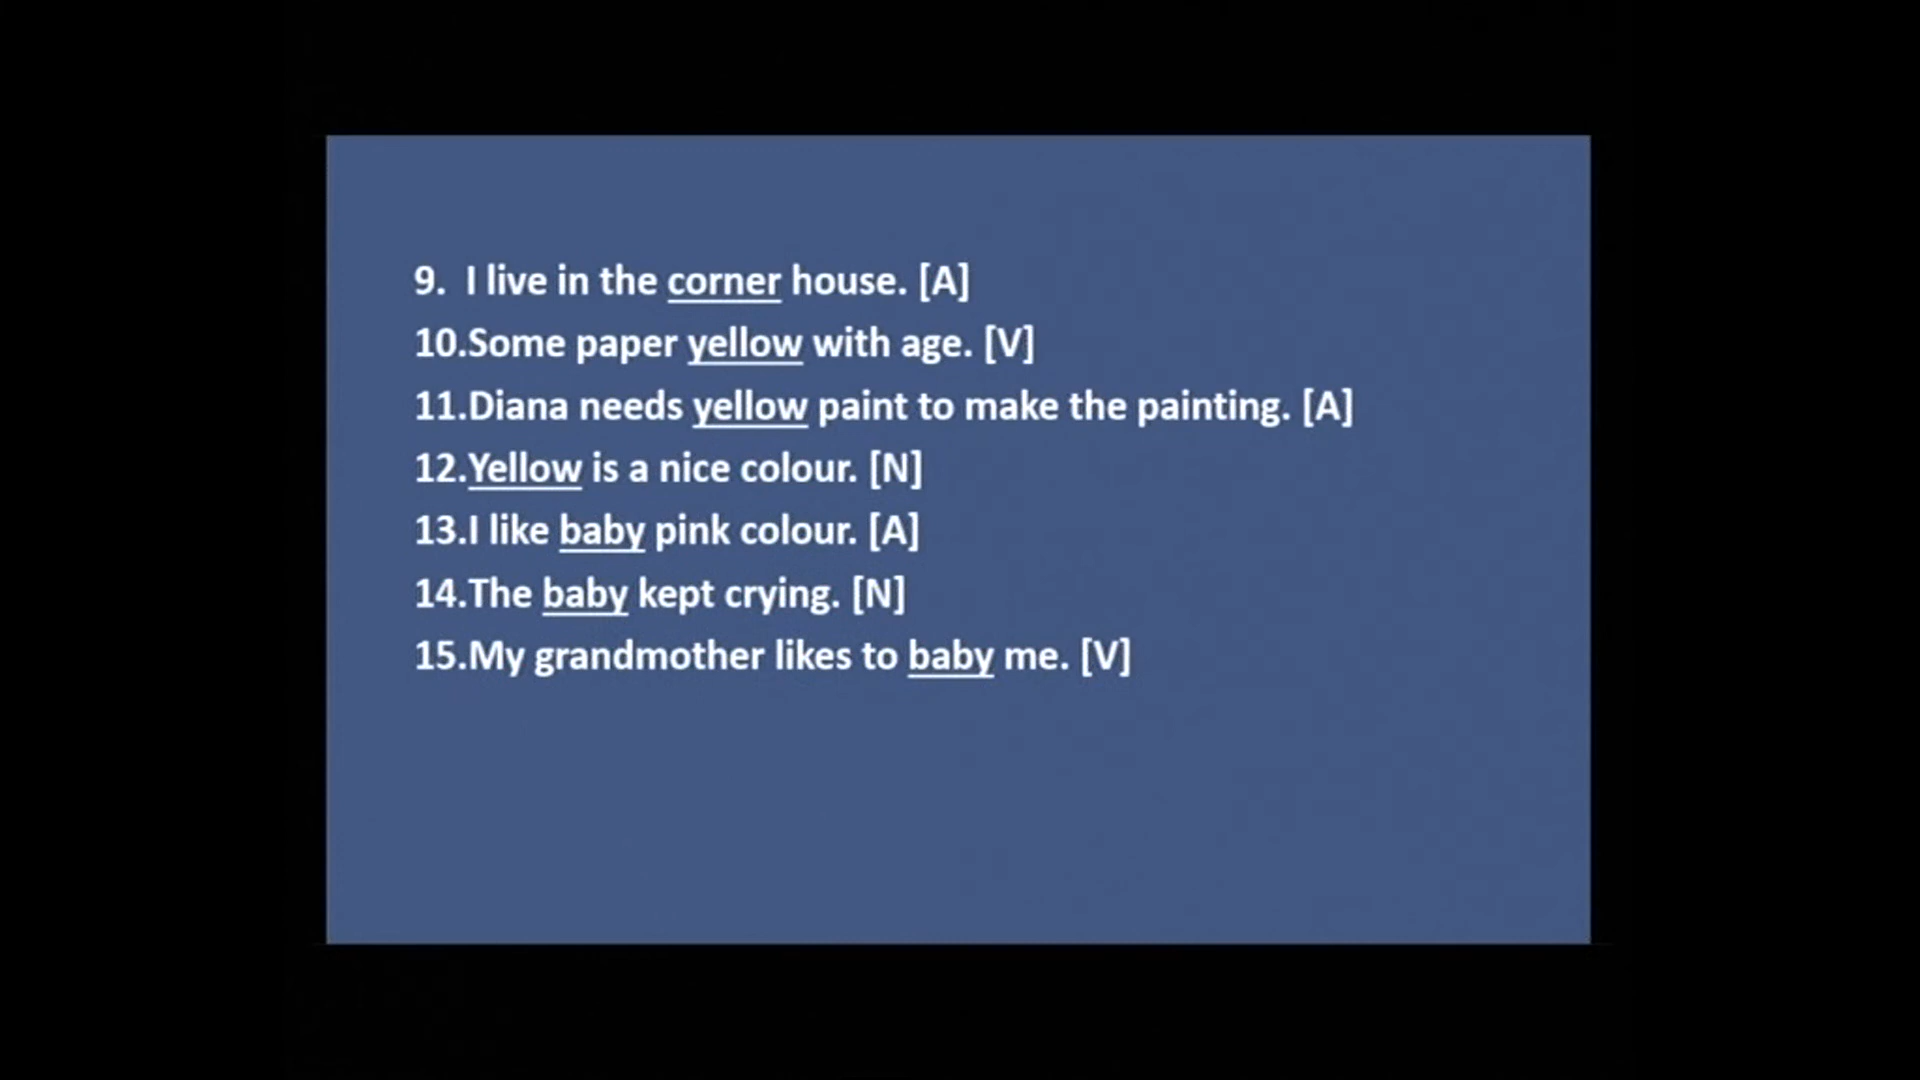 9. I live in the corner house. [A]
10.Some paper yellow with age. [V]
11.Diana needs yellow paint to make the painting. [A]
12.Yellow is a nice colour. [N]
13.I like baby pink colour. [A]
14.The baby kept crying. [N]
15.My grandmother likes to baby me. [V]